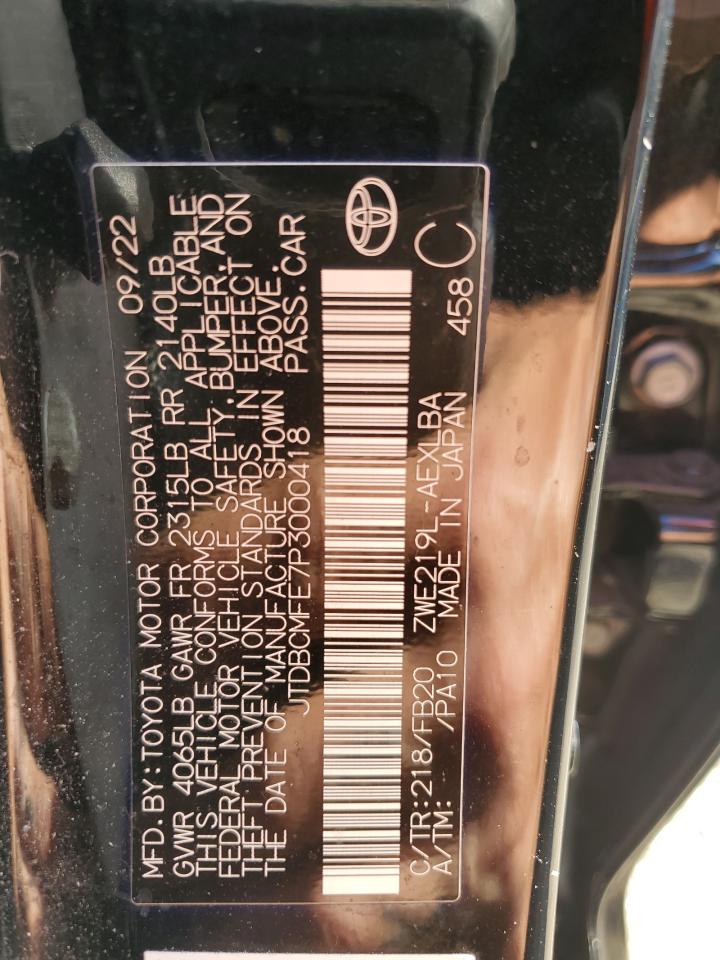 MFD.BY:TOYOTA MOTOR CORPORATION 09/22
GVWR 4065LB GAWR FR 2315LB RR 2140LB
THIS VEHICLE CONFORMS TO ALL APPLICABLE
FEDERAL MOTOR VEHICLE SAFETY,BUMPER,AND
THEFT PREVENTION STANDARDS IN EFFECT ON
THE DATE OF MANUFACTURE SHOWN ABOVE.
JTDBCMFE7P3000418 PASS.CAR
C/TR:218/FB20 ZWE219L-AEXLBA
A/TM: /PA10 MADE IN JAPAN 458 C